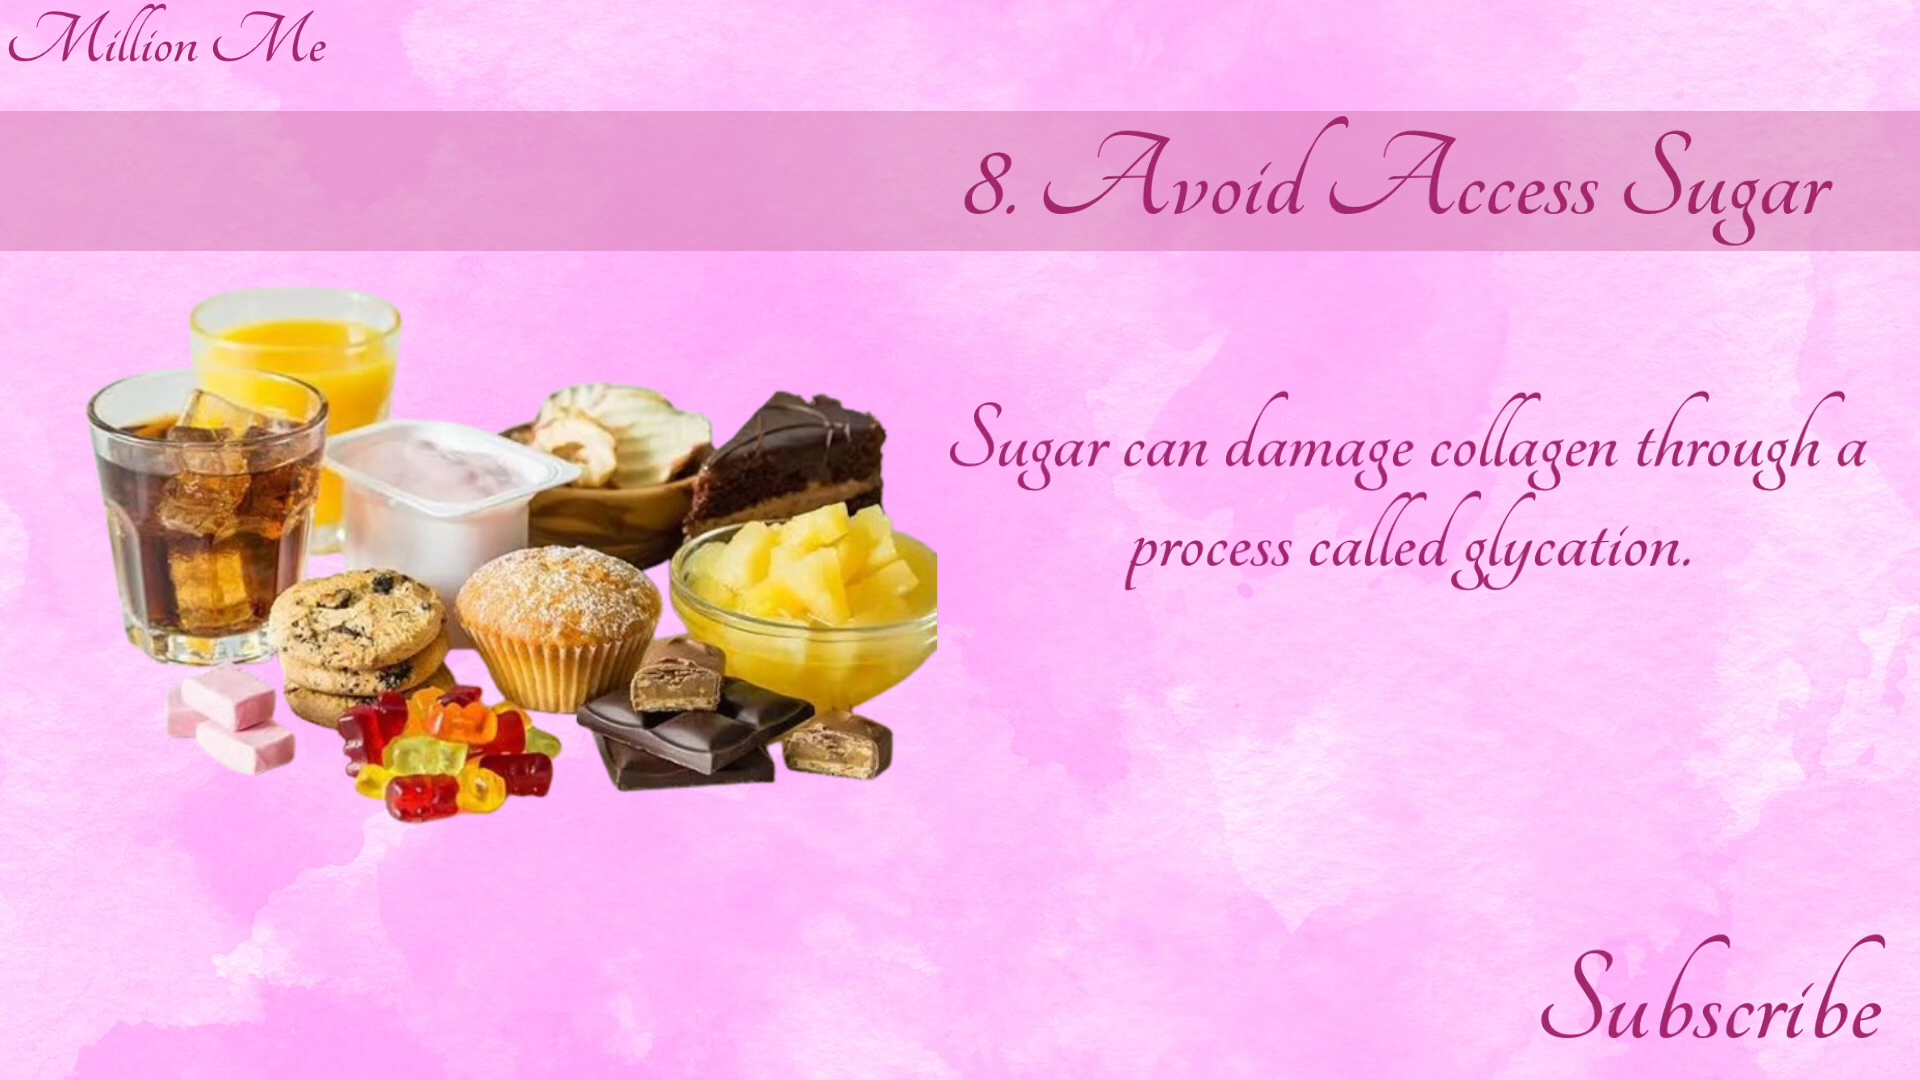 Million Me
8. Avoid Access Sugar
Sugar can damage collagen through a
process called glycation.
Subscribe